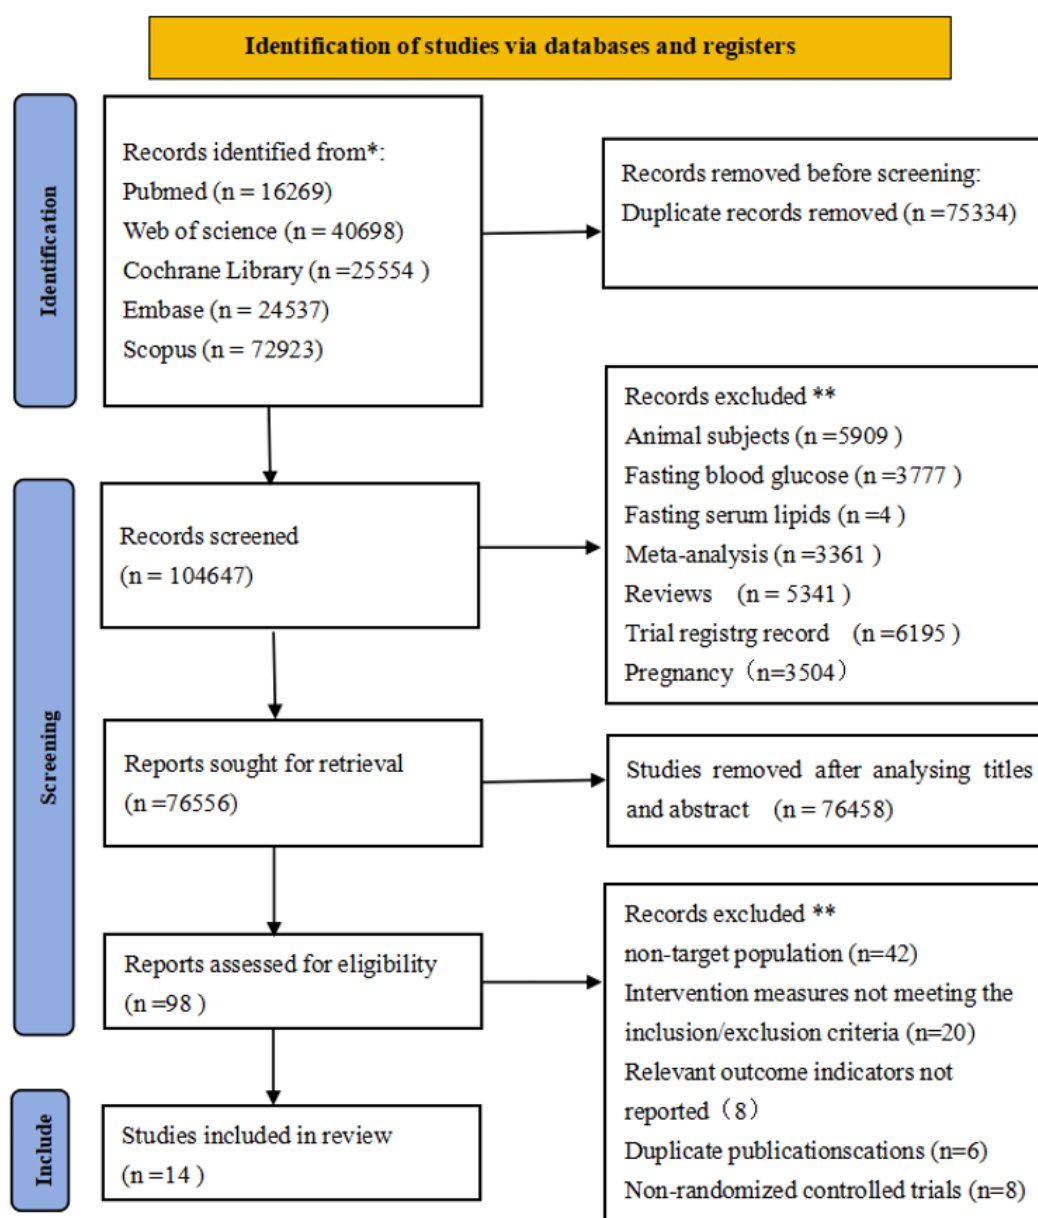 Identification of studies via databases and registers
Identification
Records identified from*:
Pubmed (n = 16269)
Web of science (n = 40698)
Cochrane Library (n =25554 )
Embase (n = 24537)
Scopus (n = 72923)
Records removed before screening:
Duplicate records removed (n =75334)
Screening
Records screened
(n = 104647)
Records excluded **
Animal subjects (n =5909 )
Fasting blood glucose (n =3777 )
Fasting serum lipids (n =4 )
Meta-analysis (n =3361 )
Reviews (n = 5341 )
Trial registrg record (n =6195 )
Pregnancy（n=3504）
Reports sought for retrieval
(n =76556)
Studies removed after analysing titles
and abstract (n = 76458)
Reports assessed for eligibility
(n =98 )
Records excluded **
non-target population (n=42)
Intervention measures not meeting the
inclusion/exclusion criteria (n=20)
Relevant outcome indicators not
reported（8）
Duplicate publicationscations (n=6)
Non-randomized controlled trials (n=8)
Include
Studies included in review
(n =14 )